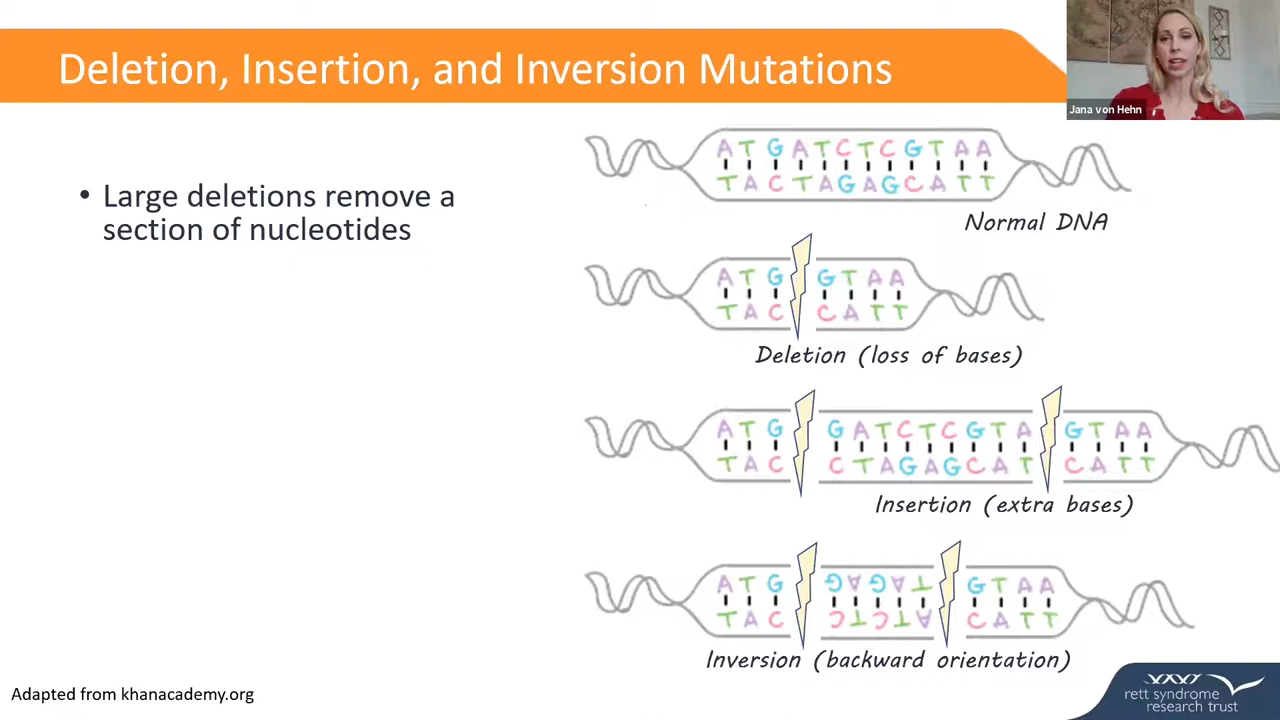 Deletion, Insertion, and Inversion Mutations
Jana von Hehn
• Large deletions remove a
section of nucleotides
A T G A T C T C G T A A
T A C T A G A G C A T T
Normal DNA
A T G G T A A
T A C C A T T
Deletion (loss of bases)
A T G G A T C T C G T A G T A A
T A C C T A G A G C A T C A T T
Insertion (extra bases)
A T G G A G A T G T A A
T A C C T C T A C A T T
Inversion (backward orientation)
Adapted from khanacademy.org
rett syndrome
research trust